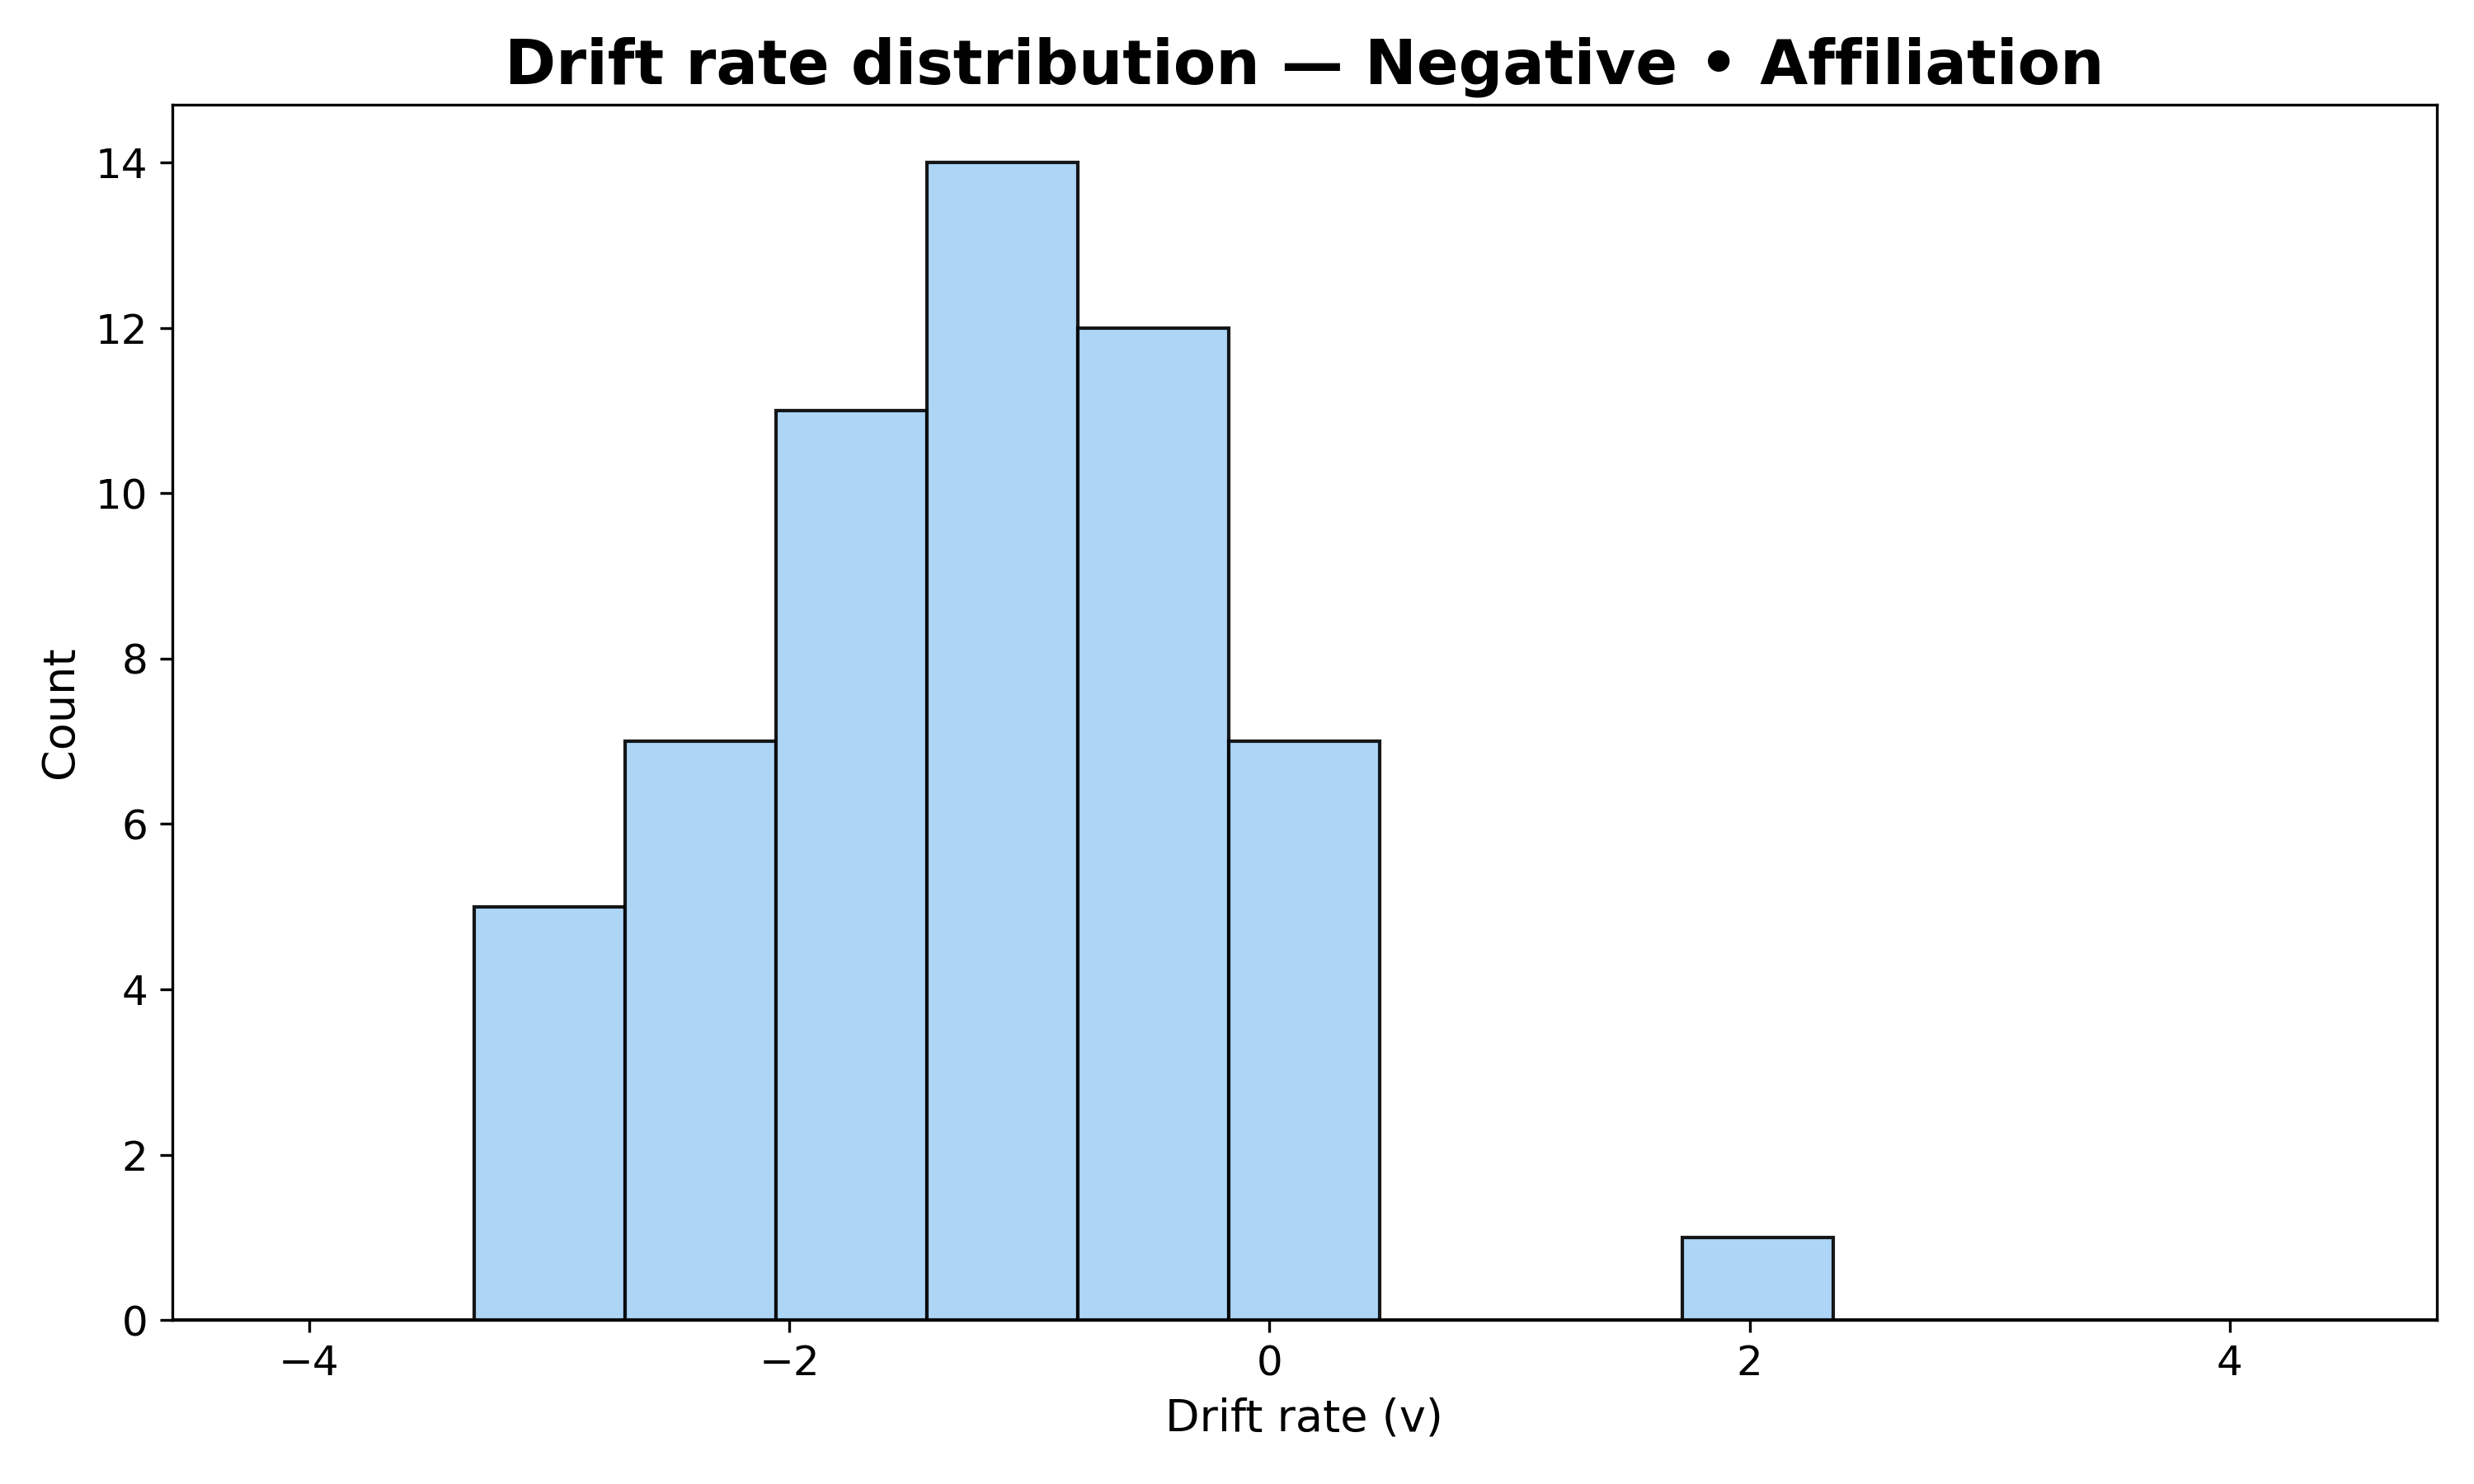 Drift rate distribution — Negative • Affiliation
14
12
10
8
6
4
2
0
Count
−4 −2 0 2 4
Drift rate (v)